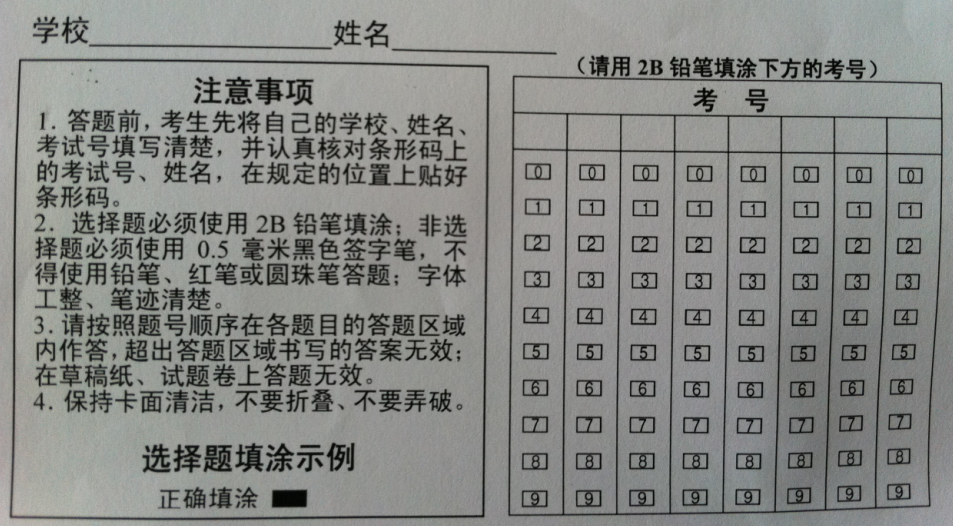 学校 姓名
注意事项
1. 答题前，考生先将自己的学校、姓名、
考试号填写清楚，并认真核对条形码上
的考试号、姓名，在规定的位置上贴好
条形码。
2. 选择题必须使用 2B 铅笔填涂；非选
择题必须使用 0.5 毫米黑色签字笔，不
得使用铅笔、红笔或圆珠笔答题；字体
工整、笔迹清楚。
3. 请按照题号顺序在各题目的答题区域
内作答，超出答题区域书写的答案无效；
在草稿纸、试题卷上答题无效。
4. 保持卡面清洁，不要折叠、不要弄破。
选择题填涂示例
正确填涂
（请用 2B 铅笔填涂下方的考号）
考 号
0 0 0 0 0 0 0 0
1 1 1 1 1 1 1 1
2 2 2 2 2 2 2 2
3 3 3 3 3 3 3 3
4 4 4 4 4 4 4 4
5 5 5 5 5 5 5 5
6 6 6 6 6 6 6 6
7 7 7 7 7 7 7 7
8 8 8 8 8 8 8 8
9 9 9 9 9 9 9 9